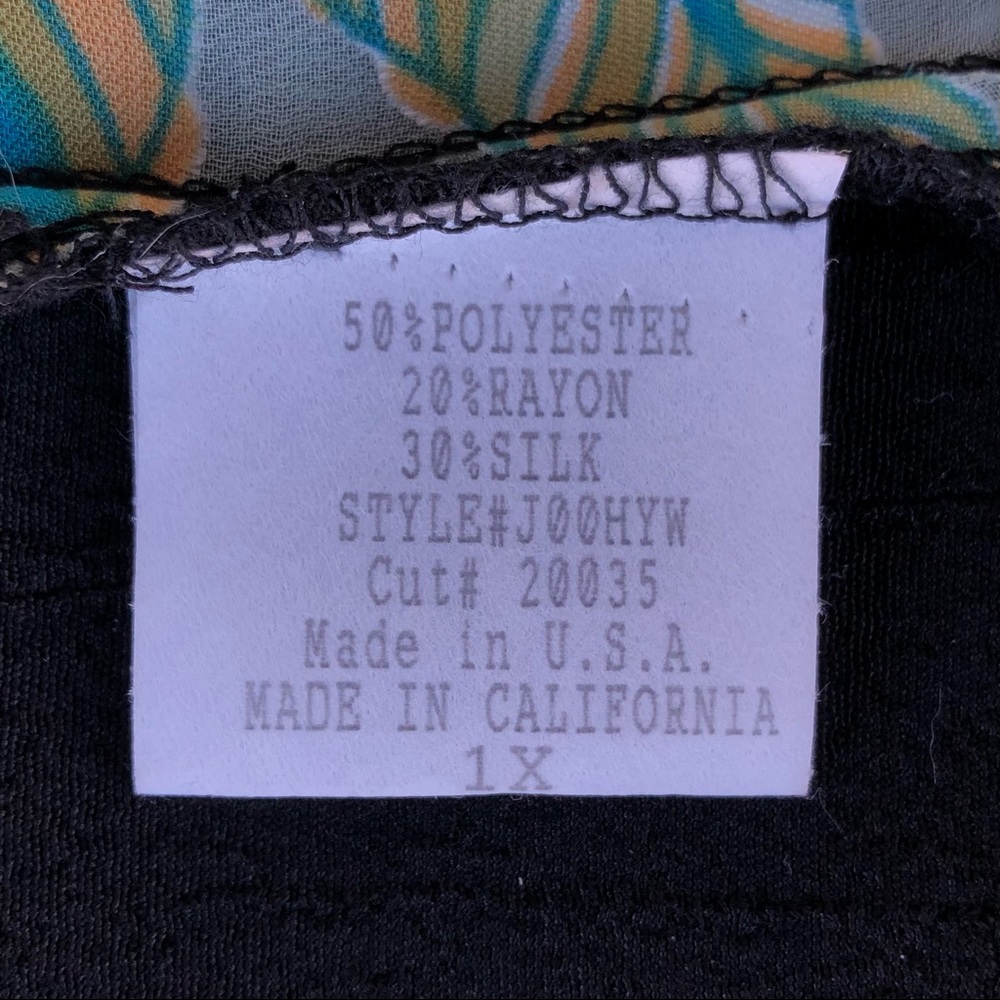 50%POLYESTER
20%RAYON
30%SILK
STYLE#J00HYW
Cut# 20035
Made in U.S.A.
MADE IN CALIFORNIA
1X